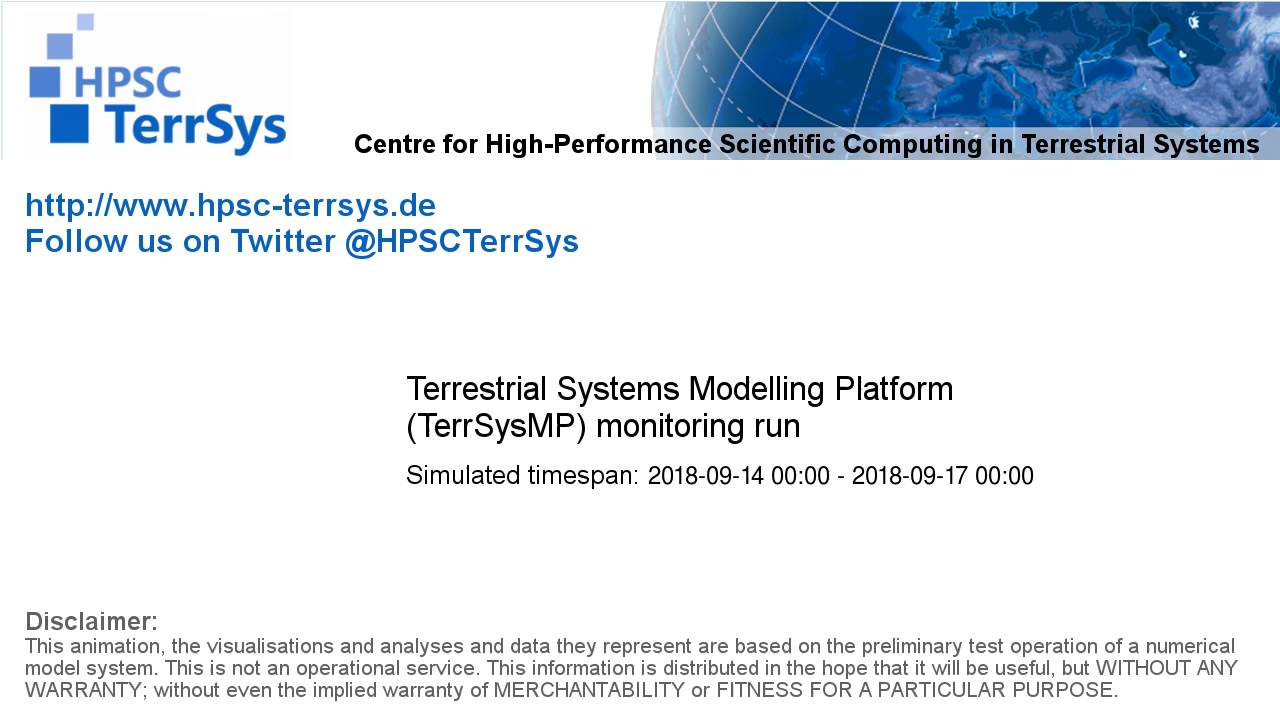 HPSC
TerrSys
Centre for High-Performance Scientific Computing in Terrestrial Systems
http://www.hpsc-terrsys.de
Follow us on Twitter @HPSCTerrSys
Terrestrial Systems Modelling Platform
(TerrSysMP) monitoring run
Simulated timespan: 2018-09-14 00:00 - 2018-09-17 00:00
Disclaimer:
This animation, the visualisations and analyses and data they represent are based on the preliminary test operation of a numerical
model system. This is not an operational service. This information is distributed in the hope that it will be useful, but WITHOUT ANY
WARRANTY; without even the implied warranty of MERCHANTABILITY or FITNESS FOR A PARTICULAR PURPOSE.